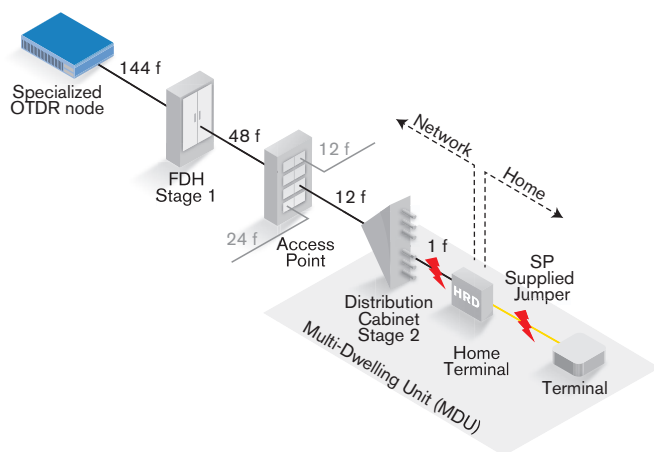 144 f
Specialized
OTDR node
48 f
FDH
Stage 1
12 f
12 f
24 f
Access
Point
Network
Home
1 f
SP
Supplied
Jumper
HRD
Distribution
Cabinet
Stage 2
Home
Terminal
Terminal
Multi-Dwelling Unit (MDU)